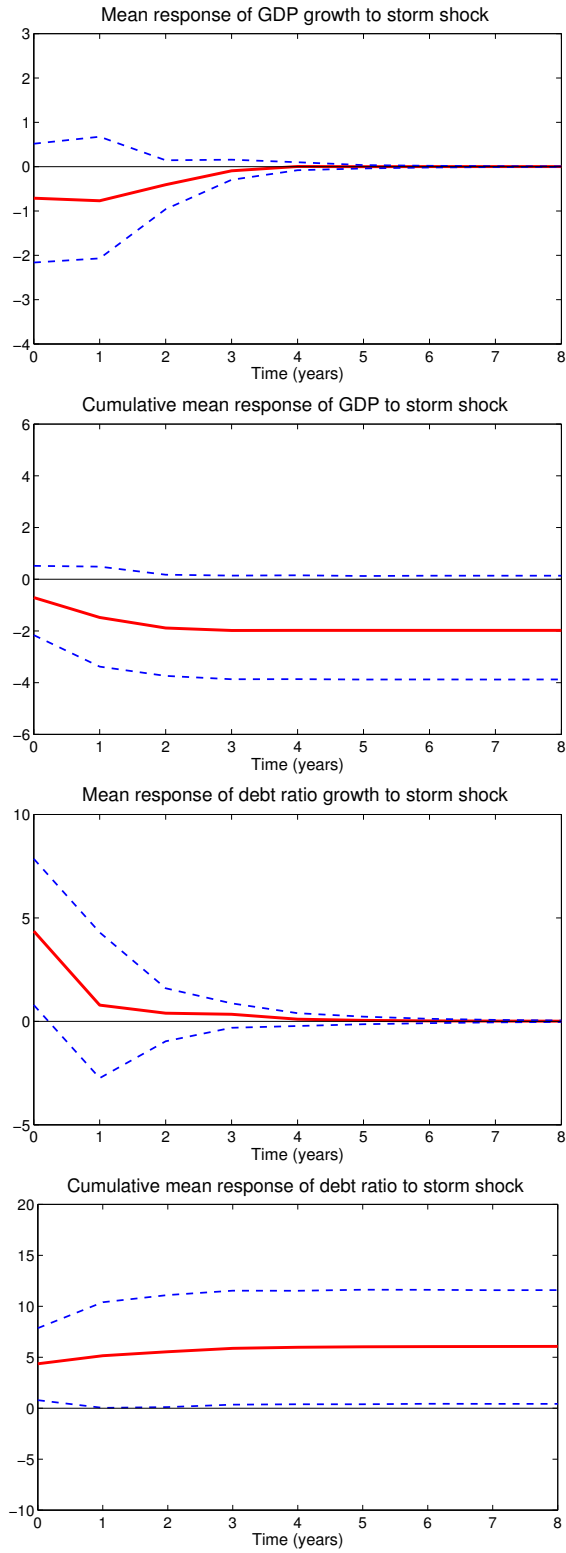 Mean response of GDP growth to storm shock
3
2
1
0
−1
−2
−3
−4
0 1 2 3 4 5 6 7 8
Time (years)
Cumulative mean response of GDP to storm shock
6
4
2
0
−2
−4
−6
0 1 2 3 4 5 6 7 8
Time (years)
Mean response of debt ratio growth to storm shock
10
5
0
−5
0 1 2 3 4 5 6 7 8
Time (years)
Cumulative mean response of debt ratio to storm shock
20
15
10
5
0
−5
−10
0 1 2 3 4 5 6 7 8
Time (years)